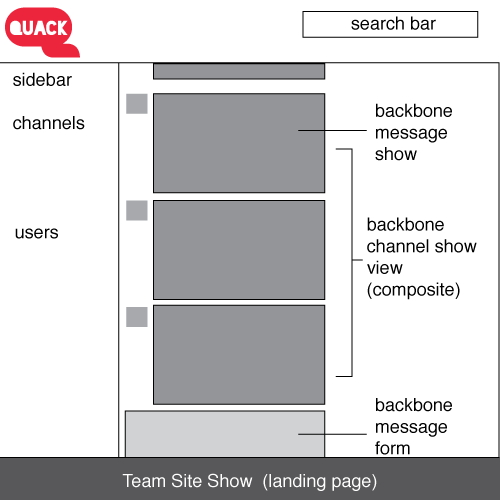 QUACK
search bar
sidebar
channels
users
backbone
message
show
backbone
channel show
view
(composite)
backbone
message
form
Team Site Show  (landing page)